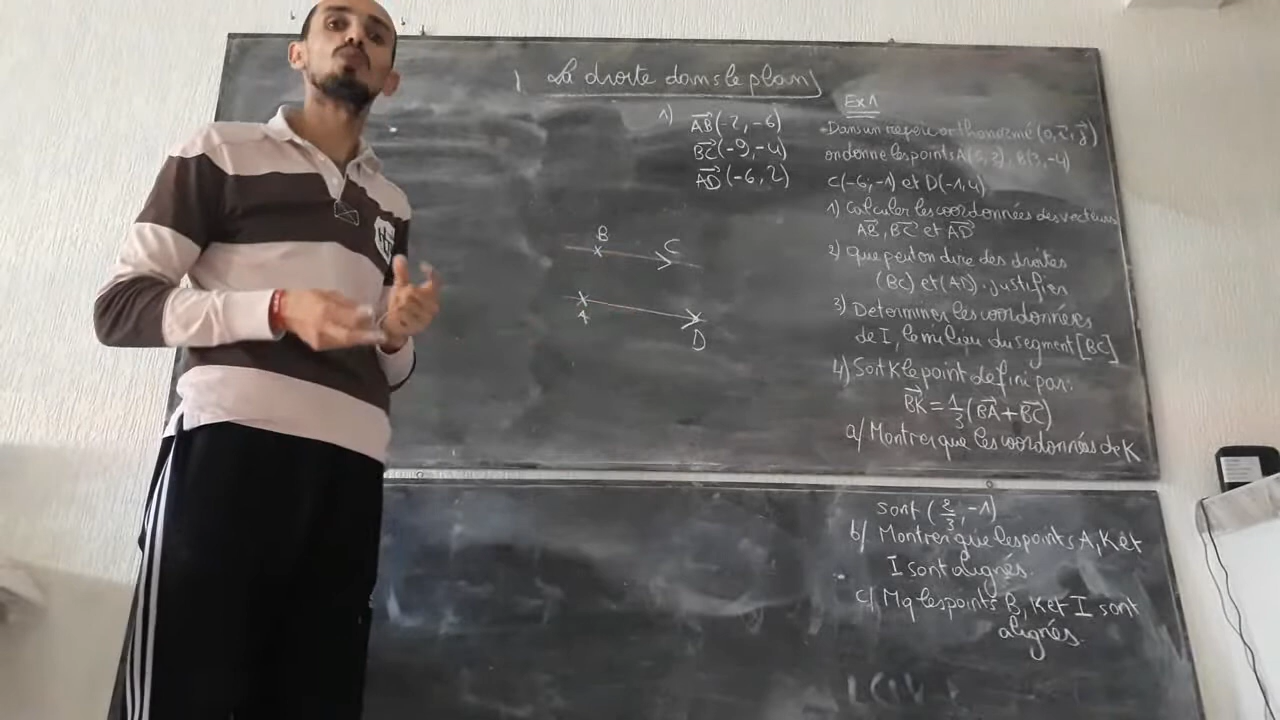 La droite dans le plan
1) AB(-2,-6)
BC(-9,-4)
AD(-6,2)
B
C
A
D
Ex1
Dans un repère orthonormé (o,i,j)
on donne les points A(5,2), B(3,-4)
C(-6,-1) et D(-1,4)
1) Calculer les coordonnées des vecteurs
AB, BC et AD
2) Que peut on dire des droites
(BC) et (AD). justifier
3) Determiner les coordonnées
de I, le milieu du segment [BC]
4) Soit K le point défini par:
BK = 1/3 (BA + BC)
a/ Montrer que les coordonnées de K
sont (2/3, -1)
b/ Montrer que les points A, K et
I sont alignés.
c/ Mq les points B, K et I sont
alignés.